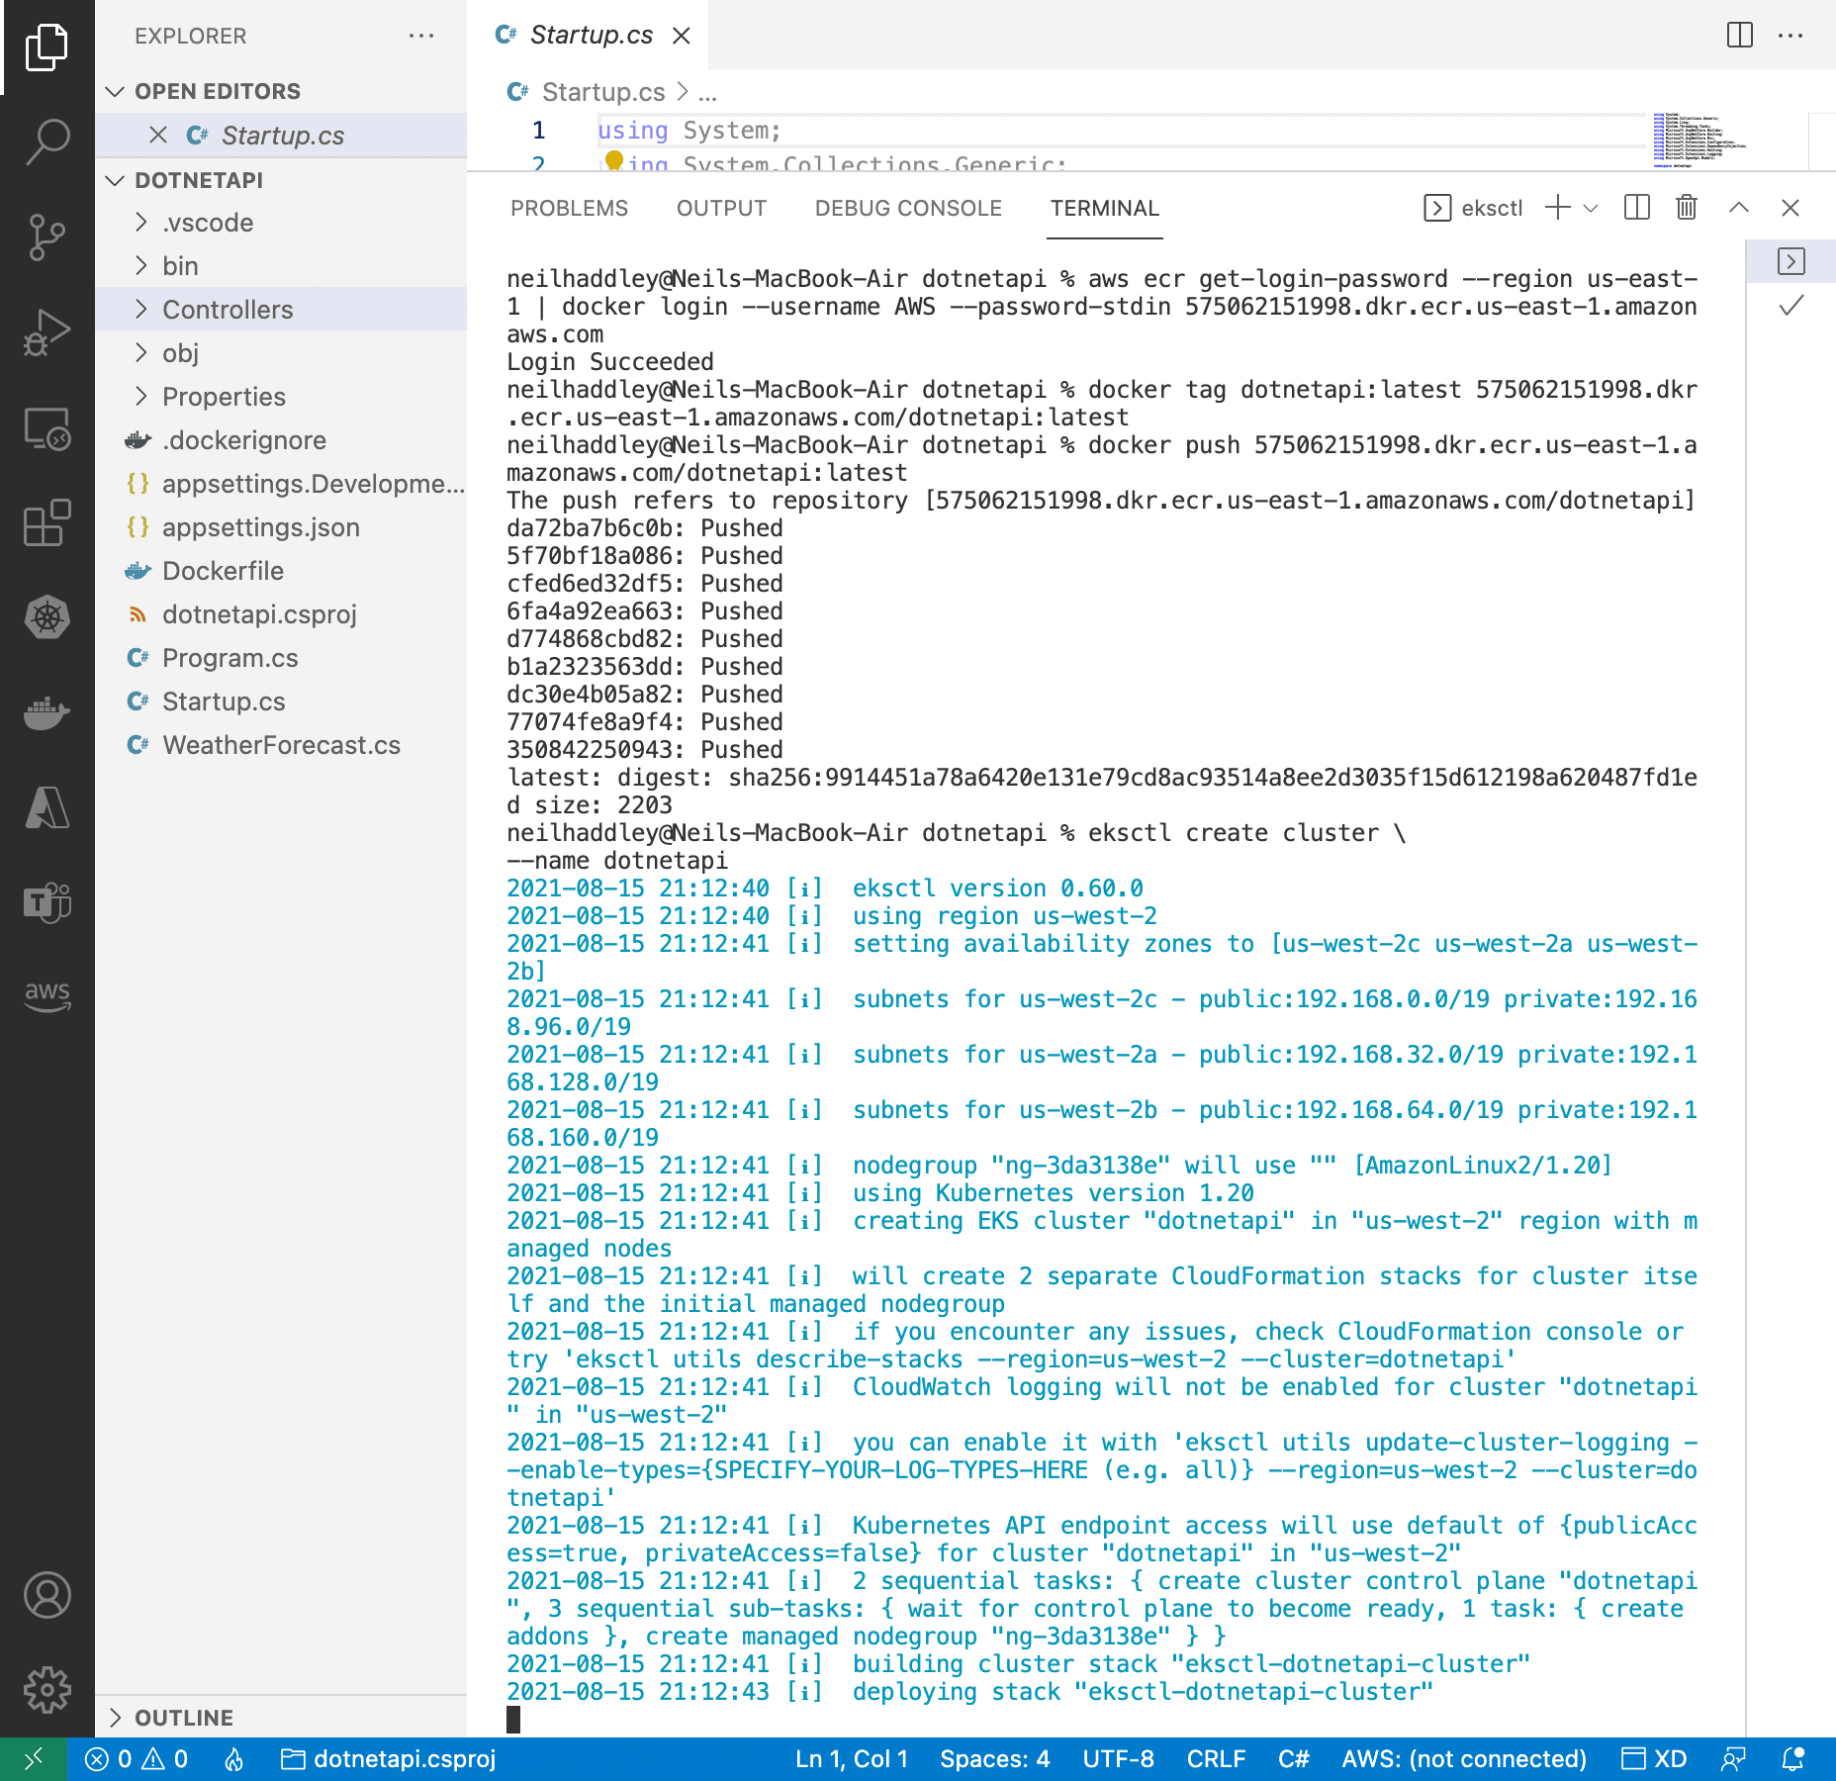 EXPLORER
OPEN EDITORS
Startup.cs
DOTNETAPI
.vscode
bin
Controllers
obj
Properties
.dockerignore
appsettings.Developme...
appsettings.json
Dockerfile
dotnetapi.csproj
Program.cs
Startup.cs
WeatherForecast.cs
aws
OUTLINE
Startup.cs
Startup.cs > ...
1 using System;
2 using System.Collections.Generic;
PROBLEMS OUTPUT DEBUG CONSOLE TERMINAL eksctl
neilhaddley@Neils-MacBook-Air dotnetapi % aws ecr get-login-password --region us-east-
1 | docker login --username AWS --password-stdin 575062151998.dkr.ecr.us-east-1.amazon
aws.com
Login Succeeded
neilhaddley@Neils-MacBook-Air dotnetapi % docker tag dotnetapi:latest 575062151998.dkr
.ecr.us-east-1.amazonaws.com/dotnetapi:latest
neilhaddley@Neils-MacBook-Air dotnetapi % docker push 575062151998.dkr.ecr.us-east-1.a
mazonaws.com/dotnetapi:latest
The push refers to repository [575062151998.dkr.ecr.us-east-1.amazonaws.com/dotnetapi]
da72ba7b6c0b: Pushed
5f70bf18a086: Pushed
cfed6ed32df5: Pushed
6fa4a92ea663: Pushed
d774868cbd82: Pushed
b1a2323563dd: Pushed
dc30e4b05a82: Pushed
77074fe8a9f4: Pushed
350842250943: Pushed
latest: digest: sha256:9914451a78a6420e131e79cd8ac93514a8ee2d3035f15d612198a620487fd1e
d size: 2203
neilhaddley@Neils-MacBook-Air dotnetapi % eksctl create cluster \
--name dotnetapi
2021-08-15 21:12:40 [ℹ]  eksctl version 0.60.0
2021-08-15 21:12:40 [ℹ]  using region us-west-2
2021-08-15 21:12:41 [ℹ]  setting availability zones to [us-west-2c us-west-2a us-west-
2b]
2021-08-15 21:12:41 [ℹ]  subnets for us-west-2c - public:192.168.0.0/19 private:192.16
8.96.0/19
2021-08-15 21:12:41 [ℹ]  subnets for us-west-2a - public:192.168.32.0/19 private:192.1
68.128.0/19
2021-08-15 21:12:41 [ℹ]  subnets for us-west-2b - public:192.168.64.0/19 private:192.1
68.160.0/19
2021-08-15 21:12:41 [ℹ]  nodegroup "ng-3da3138e" will use "" [AmazonLinux2/1.20]
2021-08-15 21:12:41 [ℹ]  using Kubernetes version 1.20
2021-08-15 21:12:41 [ℹ]  creating EKS cluster "dotnetapi" in "us-west-2" region with m
anaged nodes
2021-08-15 21:12:41 [ℹ]  will create 2 separate CloudFormation stacks for cluster itse
lf and the initial managed nodegroup
2021-08-15 21:12:41 [ℹ]  if you encounter any issues, check CloudFormation console or
try 'eksctl utils describe-stacks --region=us-west-2 --cluster=dotnetapi'
2021-08-15 21:12:41 [ℹ]  CloudWatch logging will not be enabled for cluster "dotnetapi
" in "us-west-2"
2021-08-15 21:12:41 [ℹ]  you can enable it with 'eksctl utils update-cluster-logging -
-enable-types={SPECIFY-YOUR-LOG-TYPES-HERE (e.g. all)} --region=us-west-2 --cluster=do
tnetapi'
2021-08-15 21:12:41 [ℹ]  Kubernetes API endpoint access will use default of {publicAcc
ess=true, privateAccess=false} for cluster "dotnetapi" in "us-west-2"
2021-08-15 21:12:41 [ℹ]  2 sequential tasks: { create cluster control plane "dotnetapi
", 3 sequential sub-tasks: { wait for control plane to become ready, 1 task: { create
addons }, create managed nodegroup "ng-3da3138e" } }
2021-08-15 21:12:41 [ℹ]  building cluster stack "eksctl-dotnetapi-cluster"
2021-08-15 21:12:43 [ℹ]  deploying stack "eksctl-dotnetapi-cluster"
0 0 dotnetapi.csproj Ln 1, Col 1 Spaces: 4 UTF-8 CRLF C# AWS: (not connected) XD